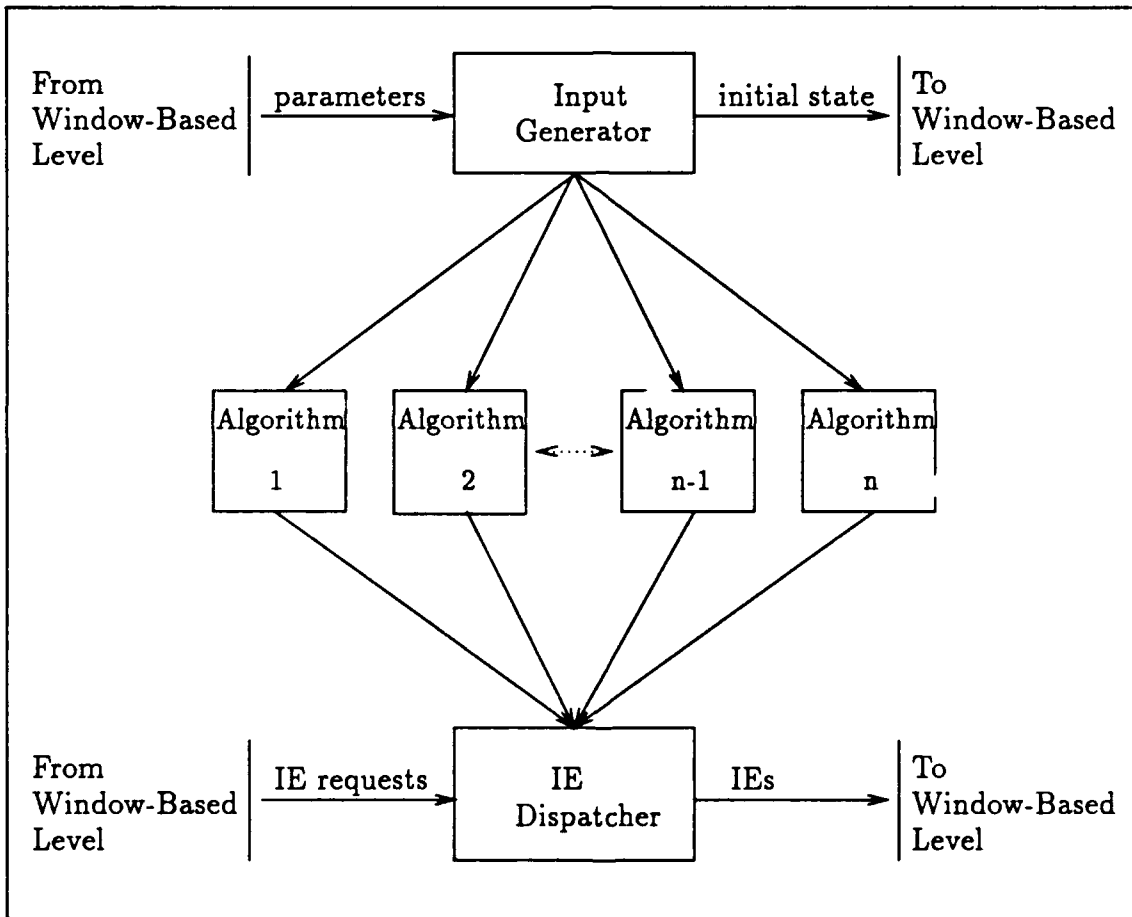 From
Window-Based
Level
parameters
Input
Generator
initial state
To
Window-Based
Level
Algorithm
1
Algorithm
2
Algorithm
n-1
Algorithm
n
From
Window-Based
Level
IE requests
IE
Dispatcher
IEs
To
Window-Based
Level